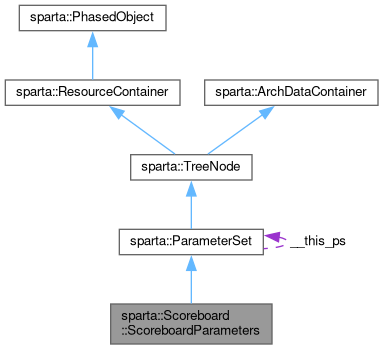 sparta::PhasedObject
sparta::ResourceContainer
sparta::ArchDataContainer
sparta::TreeNode
sparta::ParameterSet
__this_ps
sparta::Scoreboard
::ScoreboardParameters